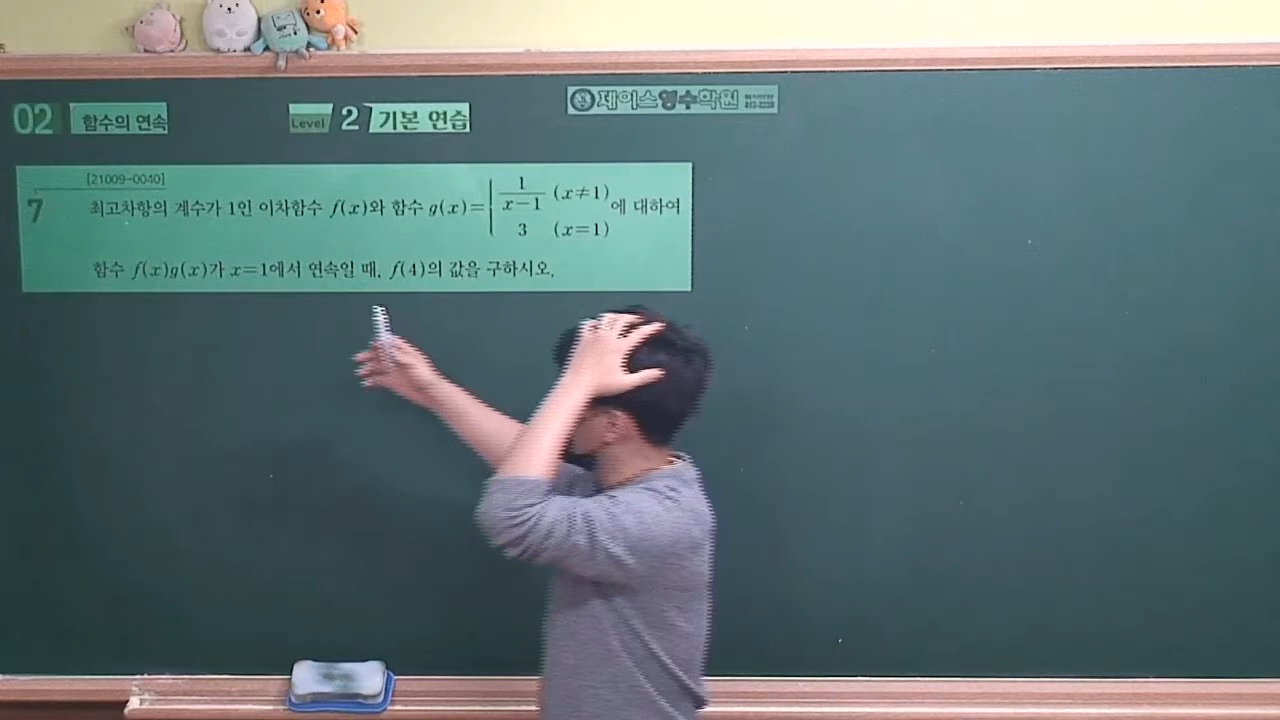 02 함수의 연속 Level 2 기본 연습
제이스영수학원
[21009-0040]
7 최고차항의 계수가 1인 이차함수 f(x)와 함수 g(x)={ 1/(x-1) (x≠1)에 대하여
3 (x=1)
함수 f(x)g(x)가 x=1에서 연속일 때, f(4)의 값을 구하시오.